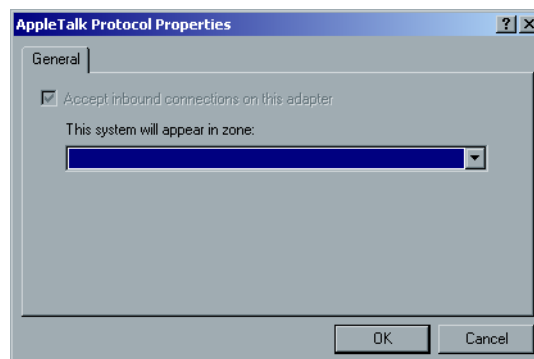 AppleTalk Protocol Properties
General
Accept inbound connections on this adapter
This system will appear in zone:
OK Cancel